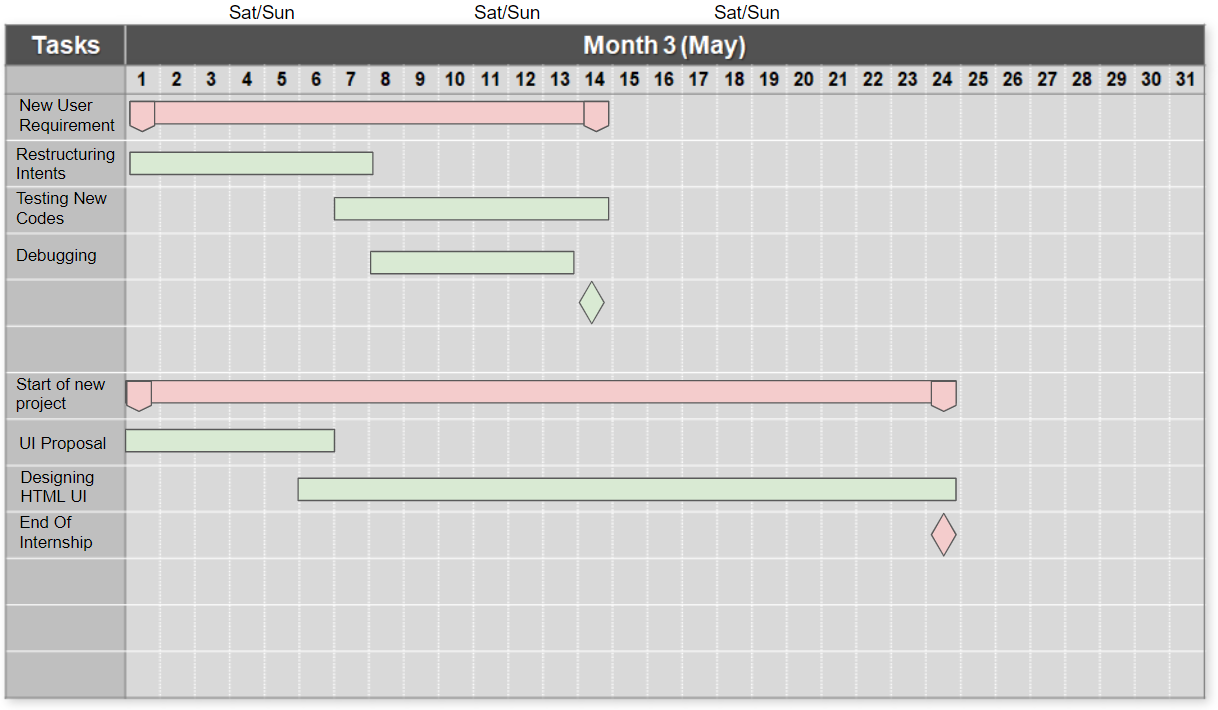 Sat/Sun Sat/Sun Sat/Sun
Tasks Month 3 (May)
1 2 3 4 5 6 7 8 9 10 11 12 13 14 15 16 17 18 19 20 21 22 23 24 25 26 27 28 29 30 31
New User
Requirement
Restructuring
Intents
Testing New
Codes
Debugging
Start of new
project
UI Proposal
Designing
HTML UI
End Of
Internship